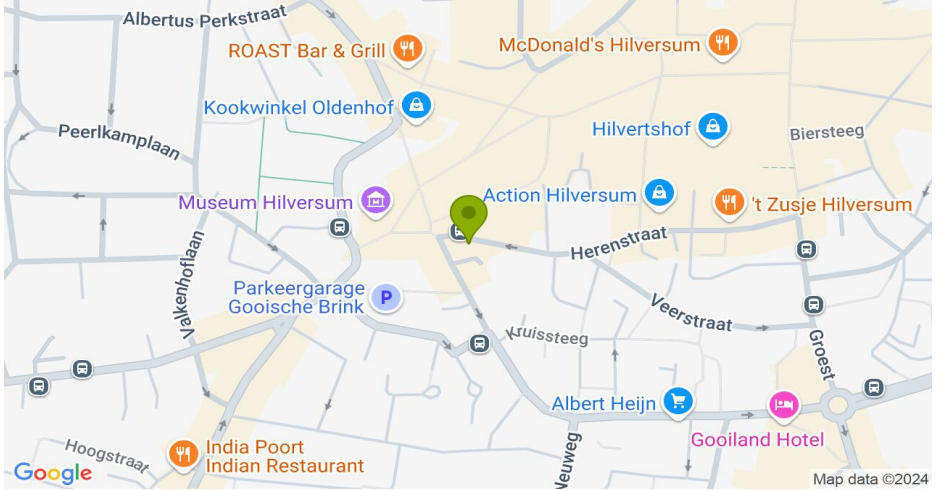 Albertus Perkstraat
ROAST Bar & Grill
McDonald's Hilversum
Kookwinkel Oldenhof
Hilvertshof
Biersteeg
Peerlkamplaan
Museum Hilversum
Action Hilversum
't Zusje Hilversum
Herenstraat
Valkenhoflaan
Parkeergarage
Gooische Brink
P
Veerstraat
Kruissteeg
Groest
Albert Heijn
Gooiland Hotel
Hoogstraat
India Poort
Indian Restaurant
Neuweg
Google
Map data ©2024